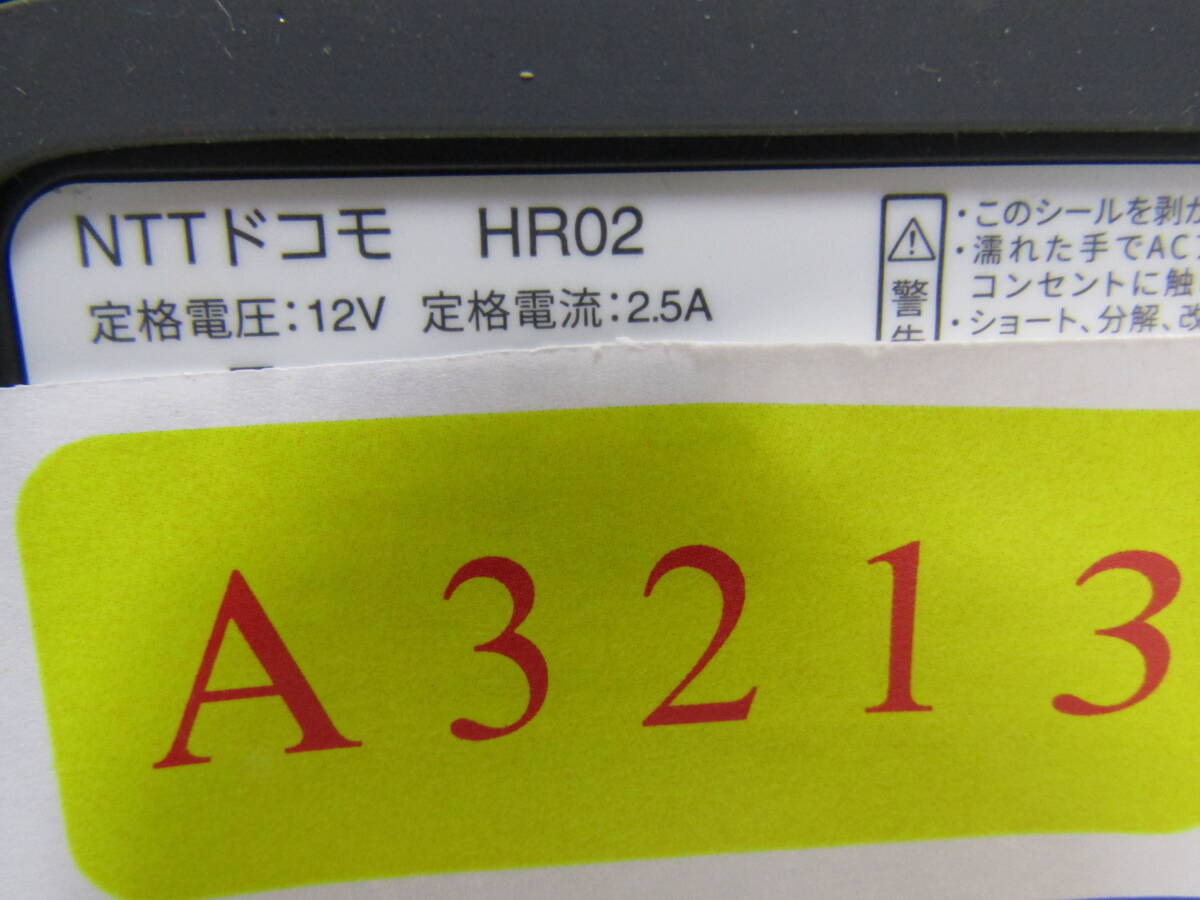 NTTドコモ HR02
定格電圧：12V 定格電流：2.5A
警告
・このシールを剥が
・濡れた手でAC
コンセントに触
・ショート、分解、改
A3213